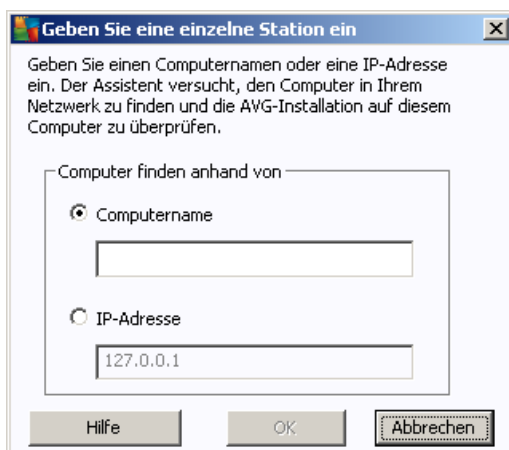 Geben Sie eine einzelne Station ein
Geben Sie einen Computernamen oder eine IP-Adresse
ein. Der Assistent versucht, den Computer in Ihrem
Netzwerk zu finden und die AVG-Installation auf diesem
Computer zu überprüfen.
Computer finden anhand von
Computername
IP-Adresse
127.0.0.1
Hilfe OK Abbrechen